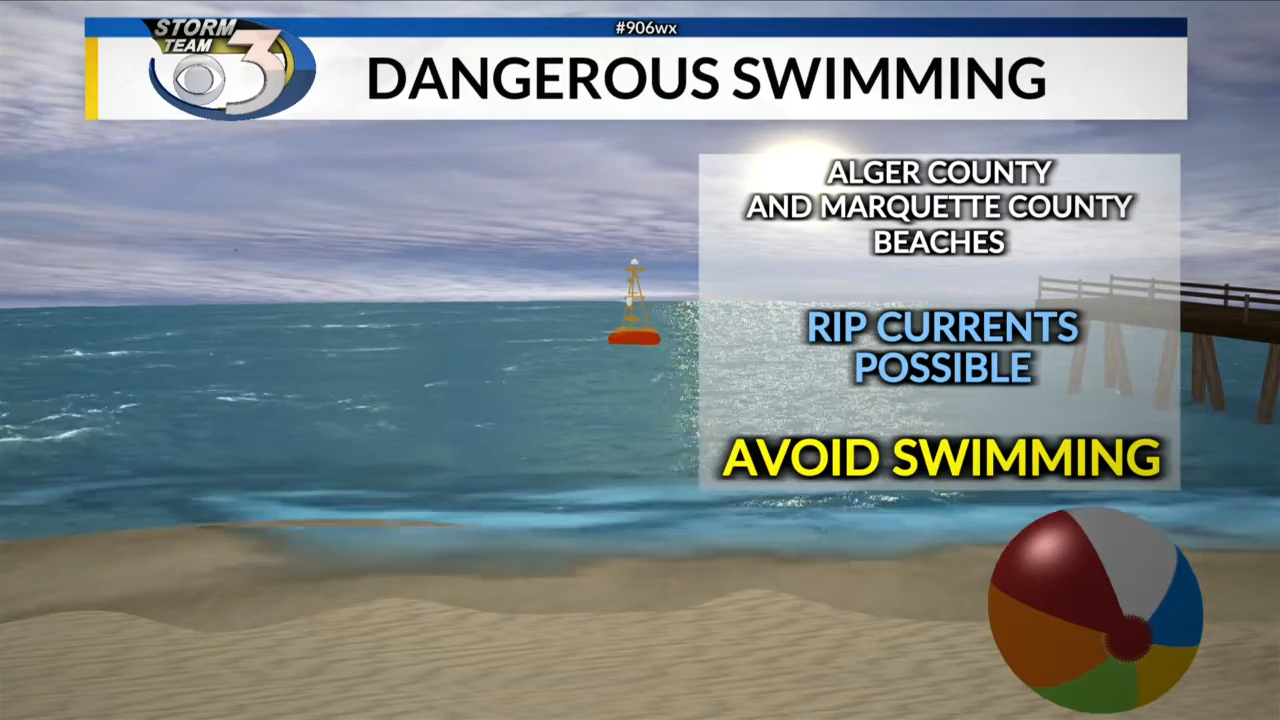 #906wx
STORM
TEAM
3
DANGEROUS SWIMMING
ALGER COUNTY
AND MARQUETTE COUNTY
BEACHES
RIP CURRENTS
POSSIBLE
AVOID SWIMMING